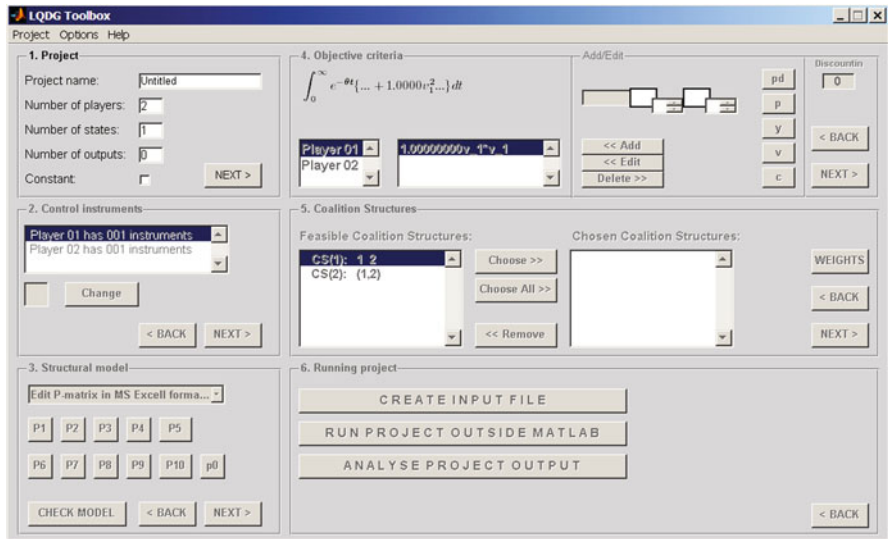 LQDG Toolbox
Project Options Help
1. Project
Project name: Untitled
Number of players: 2
Number of states: 1
Number of outputs: 0
Constant:
NEXT >
2. Control instruments
Player 01 has 001 instruments
Player 02 has 001 instruments
Change
< BACK NEXT >
3. Structural model
Edit P-matrix in MS Excell forma...
P1 P2 P3 P4 P5
P6 P7 P8 P9 P10 p0
CHECK MODEL < BACK NEXT >
4. Objective criteria
∫₀^∞ e^{-θt}{... + 1.0000v₁²...} dt
Player 01
Player 02
1.00000000v_1*v_1
Add/Edit
<< Add
<< Edit
Delete >>
pd
p
y
v
c
Discountin
0
< BACK
NEXT >
5. Coalition Structures
Feasible Coalition Structures:
CS(1): 1 2
CS(2): (1,2)
Choose >>
Choose All >>
<< Remove
Chosen Coalition Structures:
WEIGHTS
< BACK
NEXT >
6. Running project
CREATE INPUT FILE
RUN PROJECT OUTSIDE MATLAB
ANALYSE PROJECT OUTPUT
< BACK